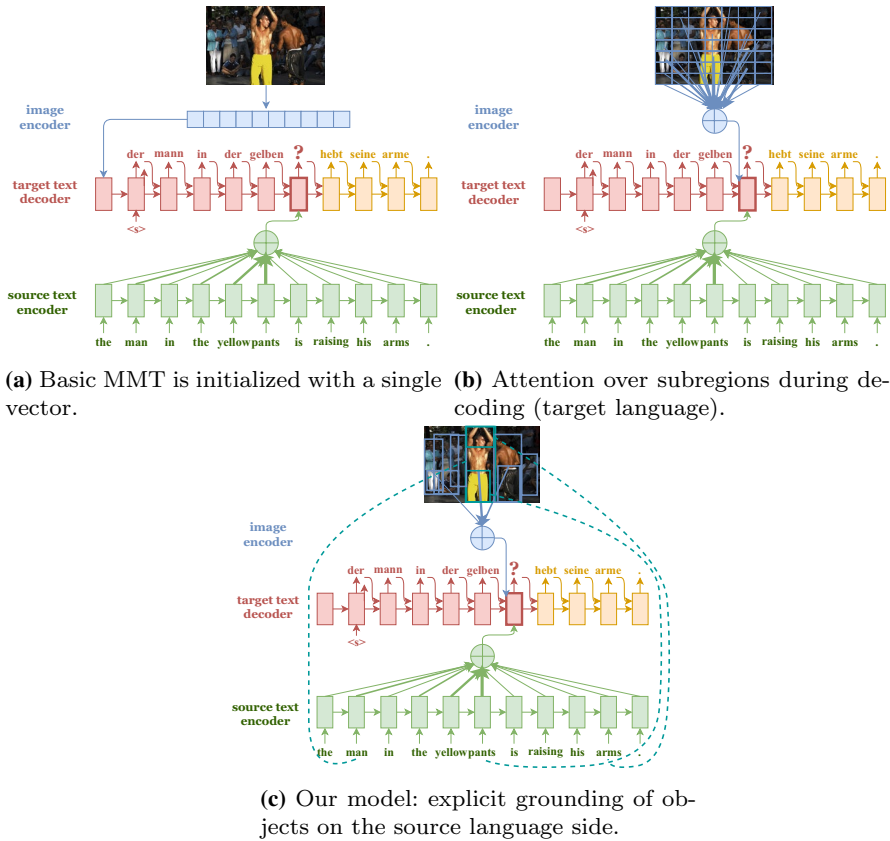 image
encoder
der mann in der gelben ? hebt seine arme .
target text
decoder
<s>
source text
encoder
the man in the yellow pants is raising his arms .
(a) Basic MMT is initialized with a single
vector.
image
encoder
der mann in der gelben ? hebt seine arme .
target text
decoder
<s>
source text
encoder
the man in the yellow pants is raising his arms .
(b) Attention over subregions during de-
coding (target language).
image
encoder
der mann in der gelben ? hebt seine arme .
target text
decoder
<s>
source text
encoder
the man in the yellow pants is raising his arms .
(c) Our model: explicit grounding of ob-
jects on the source language side.